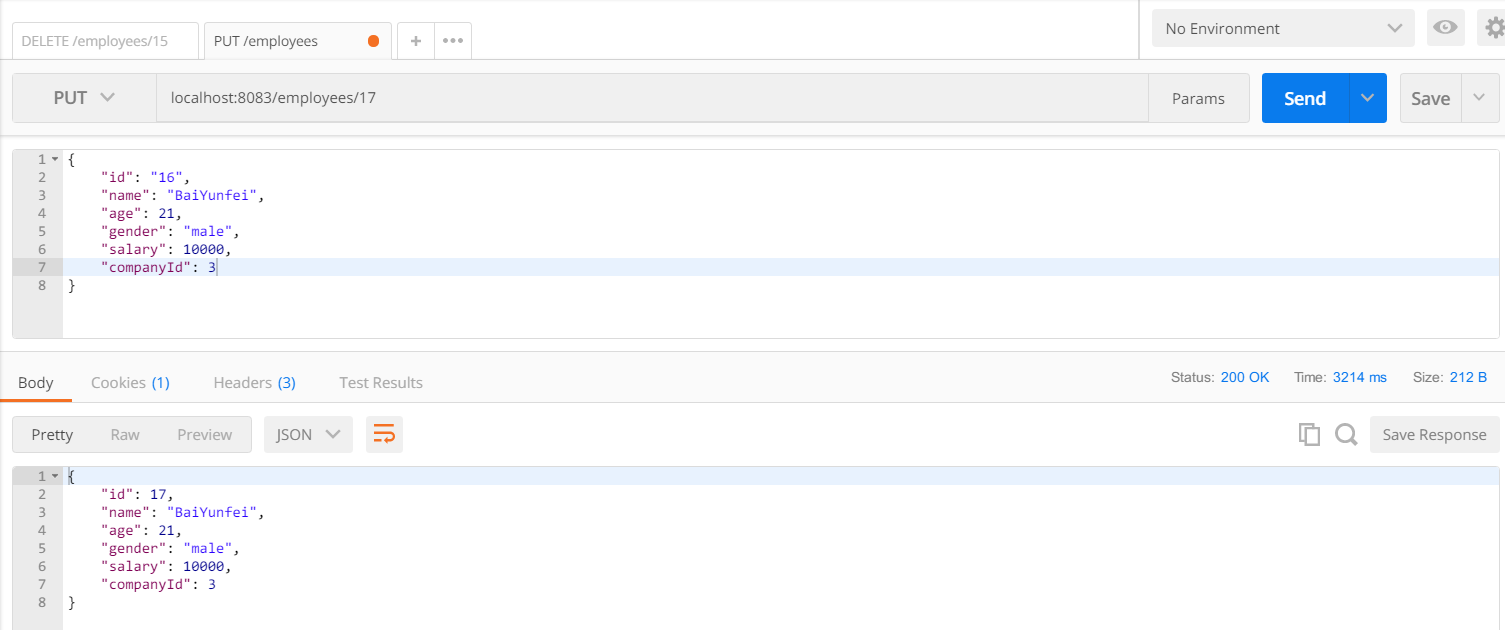 DELETE /employees/15 PUT /employees + ••• No Environment
PUT localhost:8083/employees/17 Params Send Save
1 {
2 "id": "16",
3 "name": "BaiYunfei",
4 "age": 21,
5 "gender": "male",
6 "salary": 10000,
7 "companyId": 3
8 }
Body Cookies (1) Headers (3) Test Results Status: 200 OK Time: 3214 ms Size: 212 B
Pretty Raw Preview JSON Save Response
1 {
2 "id": 17,
3 "name": "BaiYunfei",
4 "age": 21,
5 "gender": "male",
6 "salary": 10000,
7 "companyId": 3
8 }